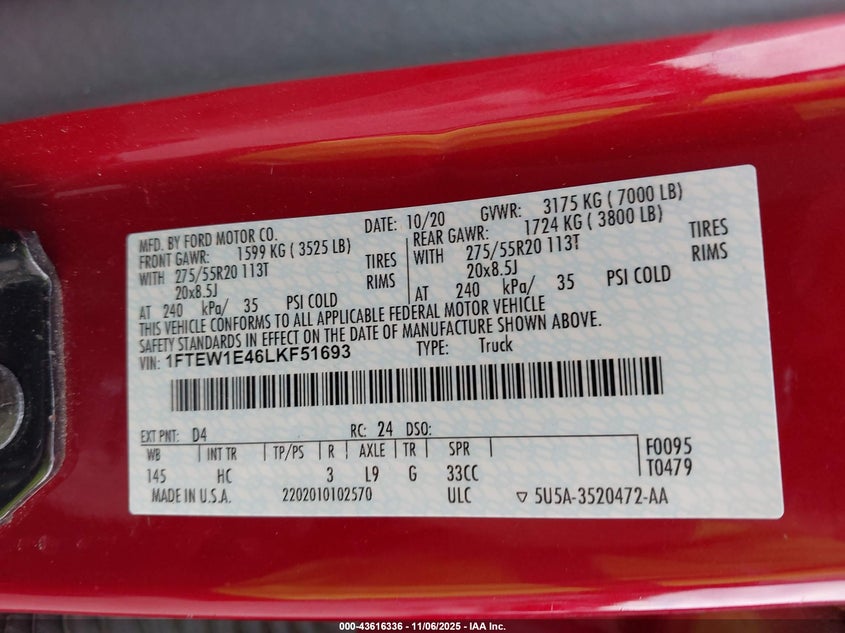 MFD. BY FORD MOTOR CO. DATE: 10/20 GVWR: 3175 KG ( 7000 LB)
FRONT GAWR: 1599 KG ( 3525 LB) REAR GAWR: 1724 KG ( 3800 LB)
WITH 275/55R20 113T TIRES WITH 275/55R20 113T TIRES
20x8.5J RIMS 20x8.5J RIMS
AT 240 kPa/ 35 PSI COLD AT 240 kPa/ 35 PSI COLD
THIS VEHICLE CONFORMS TO ALL APPLICABLE FEDERAL MOTOR VEHICLE
SAFETY STANDARDS IN EFFECT ON THE DATE OF MANUFACTURE SHOWN ABOVE.
VIN: 1FTEW1E46LKF51693 TYPE: Truck
EXT PNT: D4 RC: 24 DSO:
WB INT TR TP/PS R AXLE TR SPR F0095
145 HC 3 L9 G 33CC T0479
MADE IN U.S.A. 2202010102570 ULC ▽ 5U5A-3520472-AA
000-43616336 - 11/06/2025 - IAA Inc.